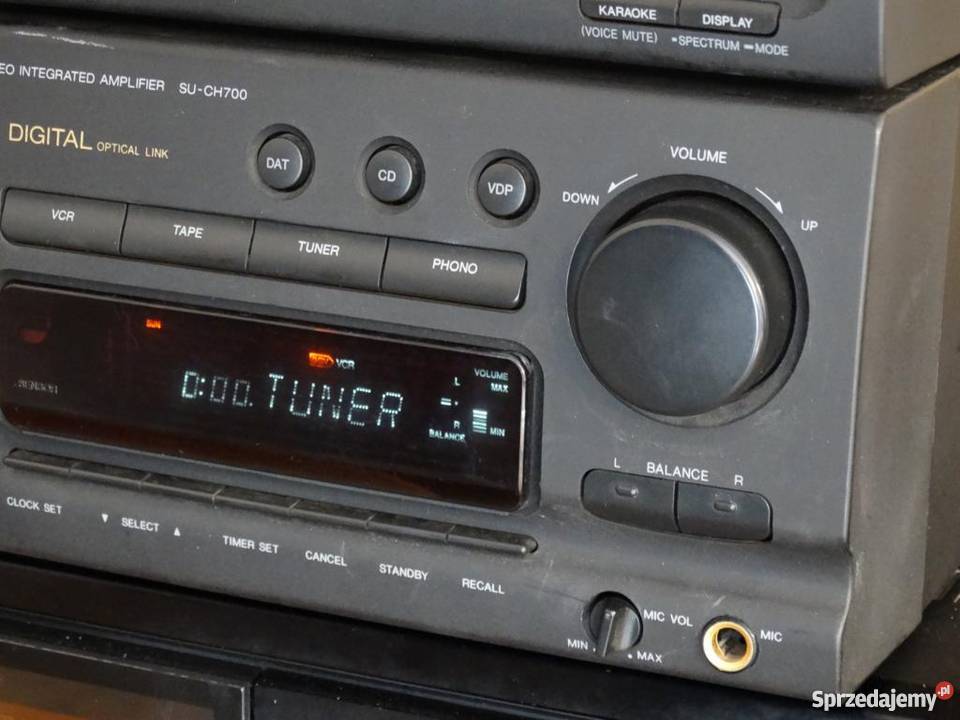 KARAOKE DISPLAY
(VOICE MUTE) SPECTRUM MODE
EO INTEGRATED AMPLIFIER SU-CH700
DIGITAL OPTICAL LINK
DAT CD VDP
VOLUME
DOWN UP
VCR TAPE TUNER PHONO
SUN
VCR
0:00. TUNER
VOLUME
MAX
L
R
BALANCE MIN
L BALANCE R
CLOCK SET ▼ SELECT ▲ TIMER SET CANCEL STANDBY RECALL
MIC VOL
MIN MAX
MIC
Sprzedajemy.pl